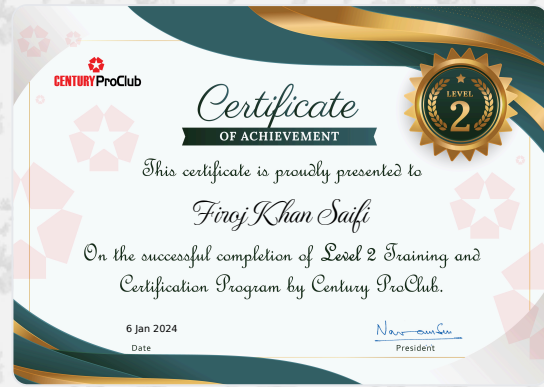 CENTURY ProClub
LEVEL
2
Certificate
OF ACHIEVEMENT
This certificate is proudly presented to
Firoj Khan Saifi
On the successful completion of Level 2 Training and
Certification Program by Century ProClub.
6 Jan 2024
Date
President